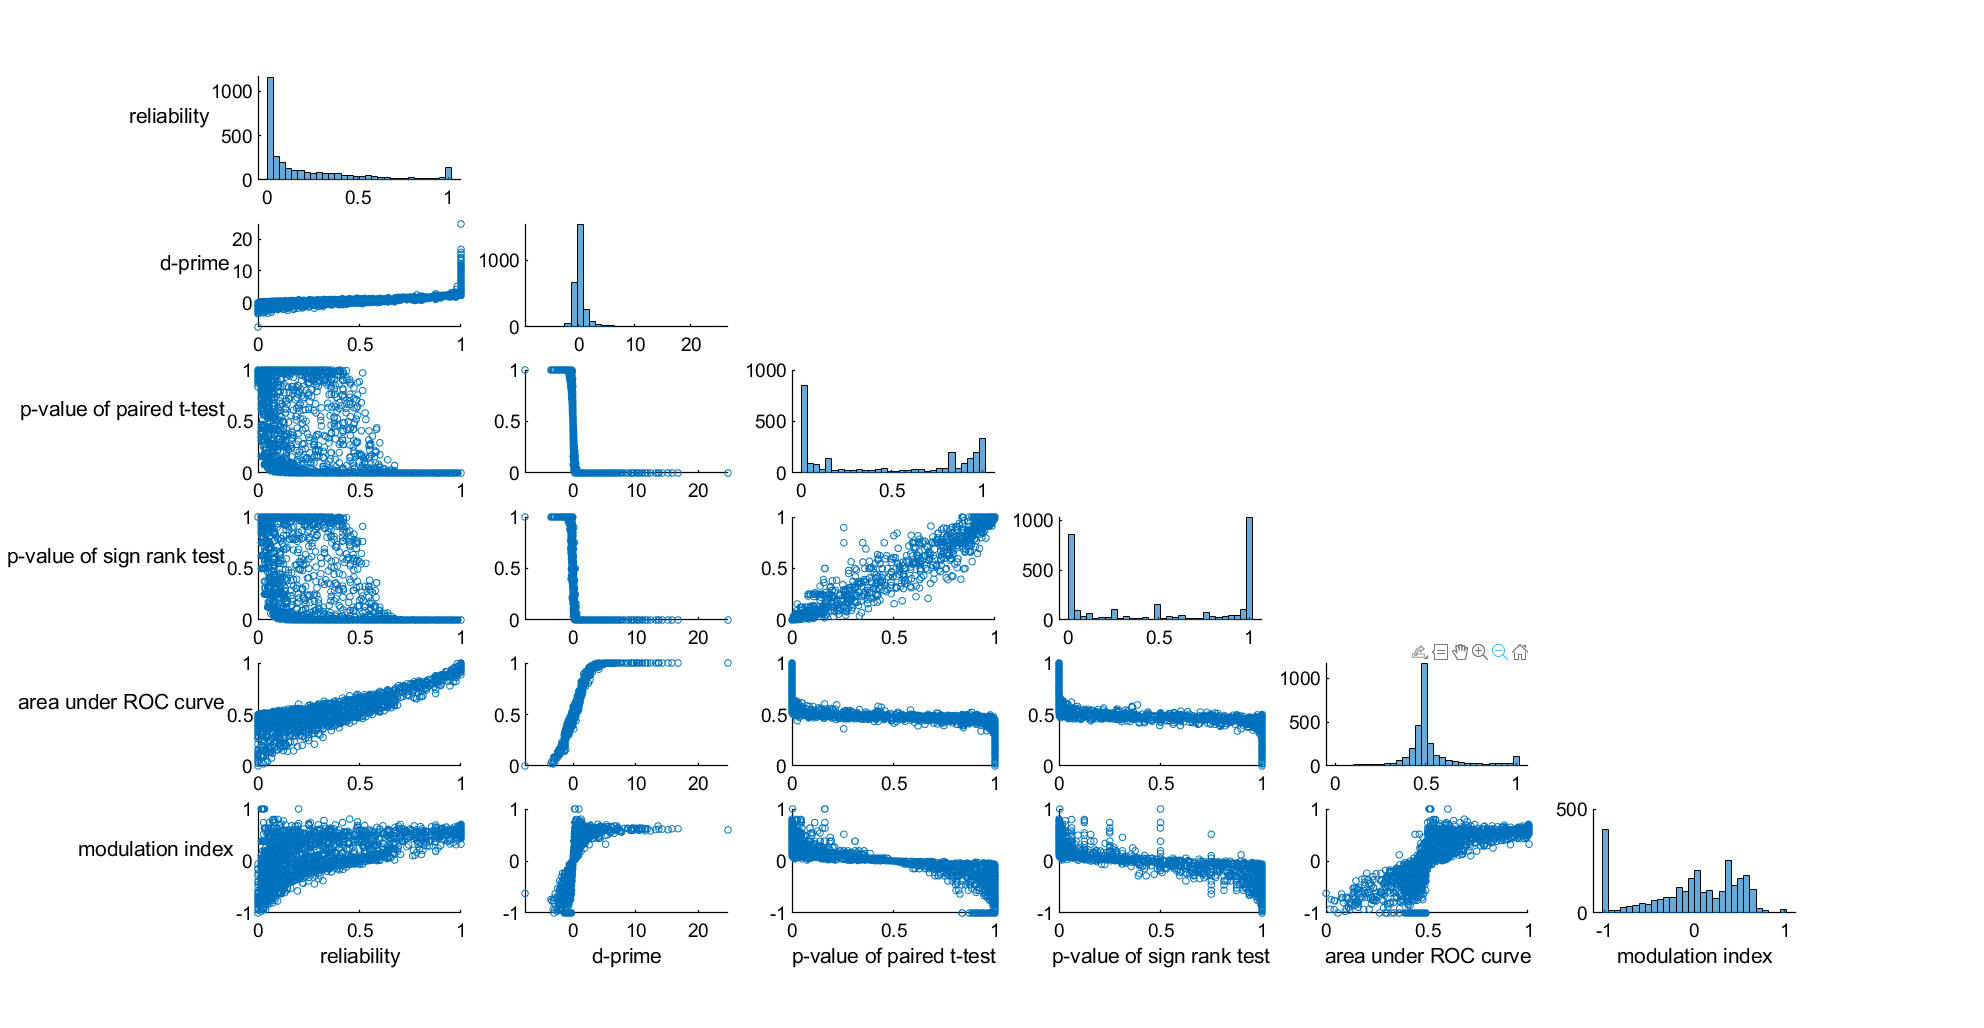 1000
reliability
500
0
0 0.5 1
20
d-prime 10 1000
0
0
0 0.5 1 0 10 20
1 1 1000
p-value of paired t-test 0.5 0.5 500
0 0 0
0 0.5 1 0 10 20 0 0.5 1
1 1 1 1000
p-value of sign rank test 0.5 0.5 0.5 500
0 0 0 0
0 0.5 1 0 10 20 0 0.5 1 0 0.5 1
1 1 1 1 1000
area under ROC curve 0.5 0.5 0.5 0.5 500
0 0 0 0 0
0 0.5 1 0 10 20 0 0.5 1 0 0.5 1 0 0.5 1
1 1 1 1 1 500
modulation index 0 0 0 0 0
-1 -1 -1 -1 -1 0
0 0.5 1 0 10 20 0 0.5 1 0 0.5 1 0 0.5 1 -1 0 1
reliability d-prime p-value of paired t-test p-value of sign rank test area under ROC curve modulation index